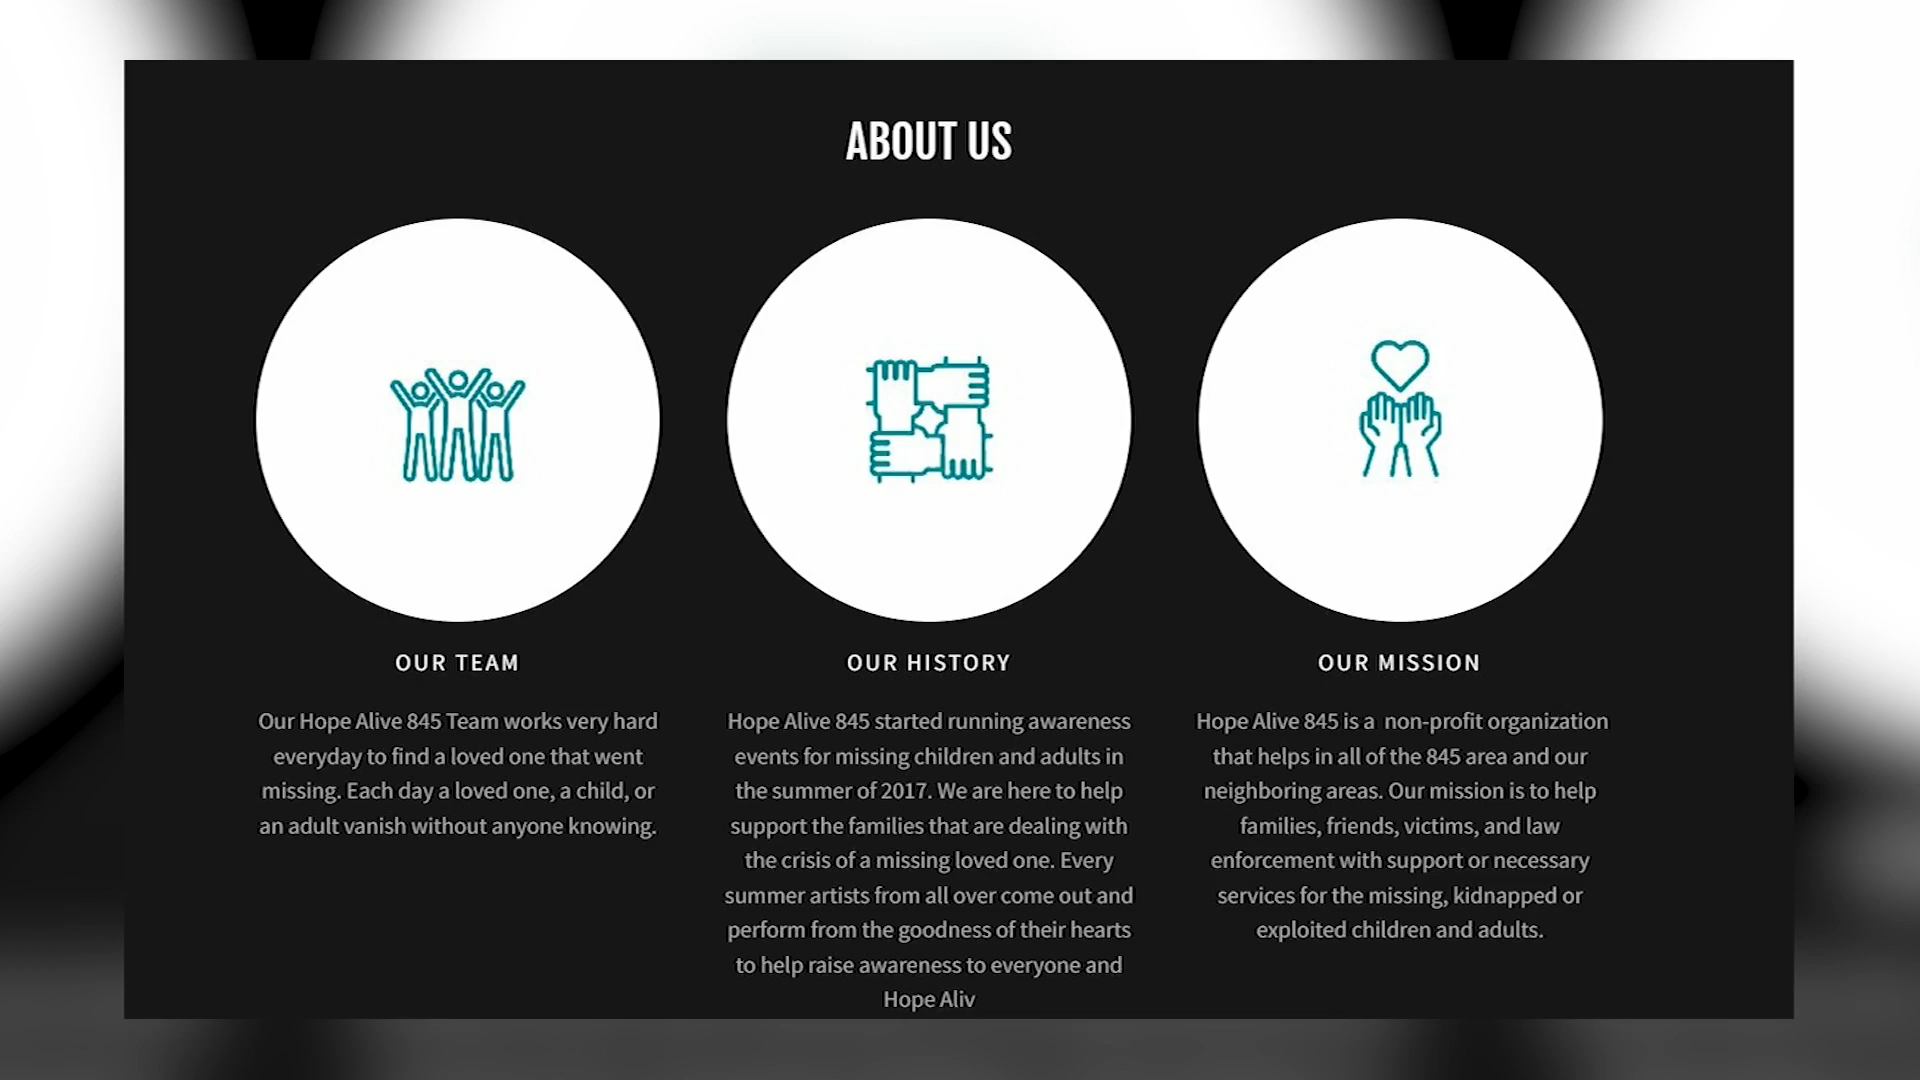 ABOUT US
OUR TEAM
Our Hope Alive 845 Team works very hard
everyday to find a loved one that went
missing. Each day a loved one, a child, or
an adult vanish without anyone knowing.
OUR HISTORY
Hope Alive 845 started running awareness
events for missing children and adults in
the summer of 2017. We are here to help
support the families that are dealing with
the crisis of a missing loved one. Every
summer artists from all over come out and
perform from the goodness of their hearts
to help raise awareness to everyone and
Hope Aliv
OUR MISSION
Hope Alive 845 is a  non-profit organization
that helps in all of the 845 area and our
neighboring areas. Our mission is to help
families, friends, victims, and law
enforcement with support or necessary
services for the missing, kidnapped or
exploited children and adults.